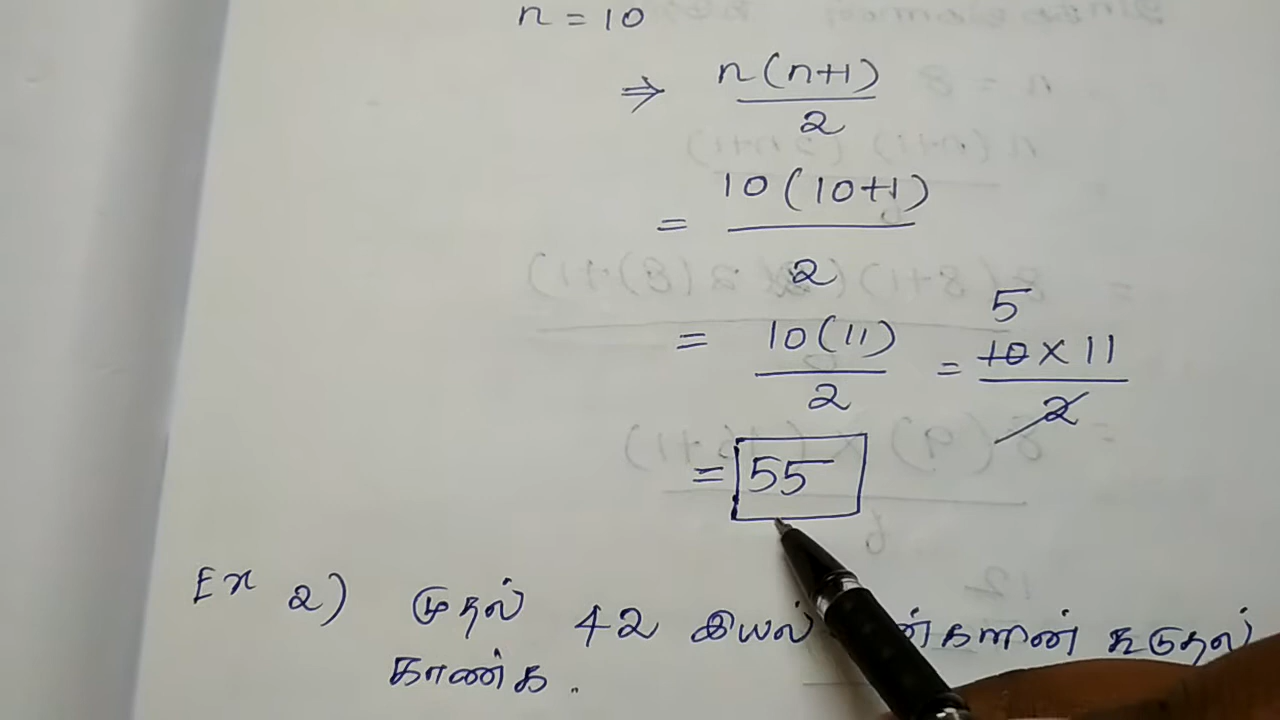 n = 10
⇒ n(n+1) / 2
= 10(10+1) / 2
= 10(11) / 2 = 5 10 × 11 / 2
= 55
Ex 2) முதல் 42 இயல் ன்களின் கூடுதல்
காண்க.